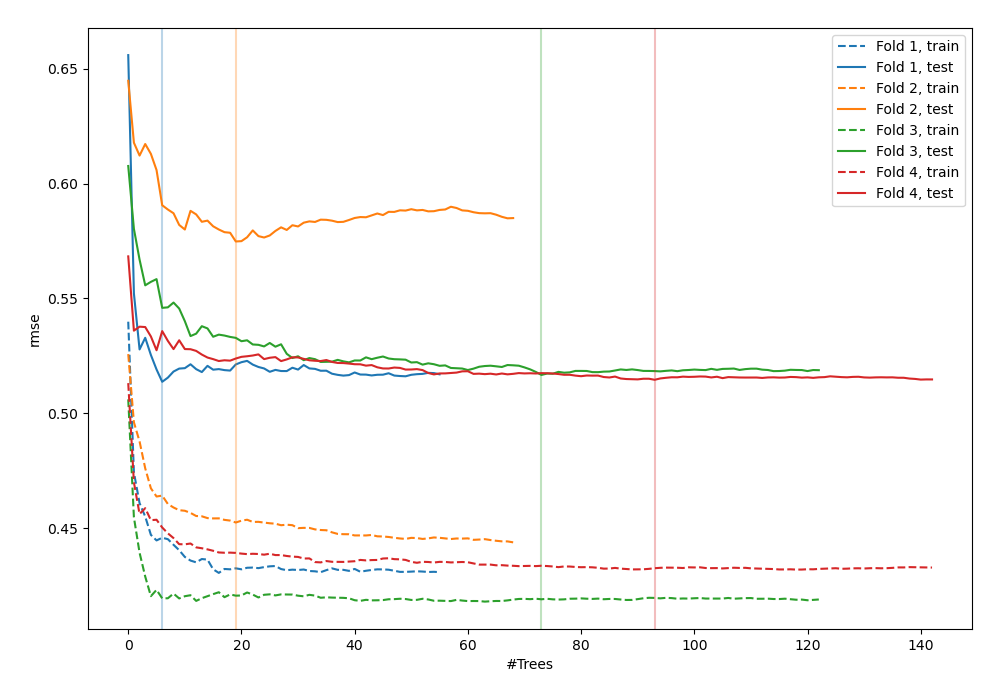 0.65
0.60
0.55
0.50
0.45
rmse
0 20 40 60 80 100 120 140
#Trees
Fold 1, train
Fold 1, test
Fold 2, train
Fold 2, test
Fold 3, train
Fold 3, test
Fold 4, train
Fold 4, test